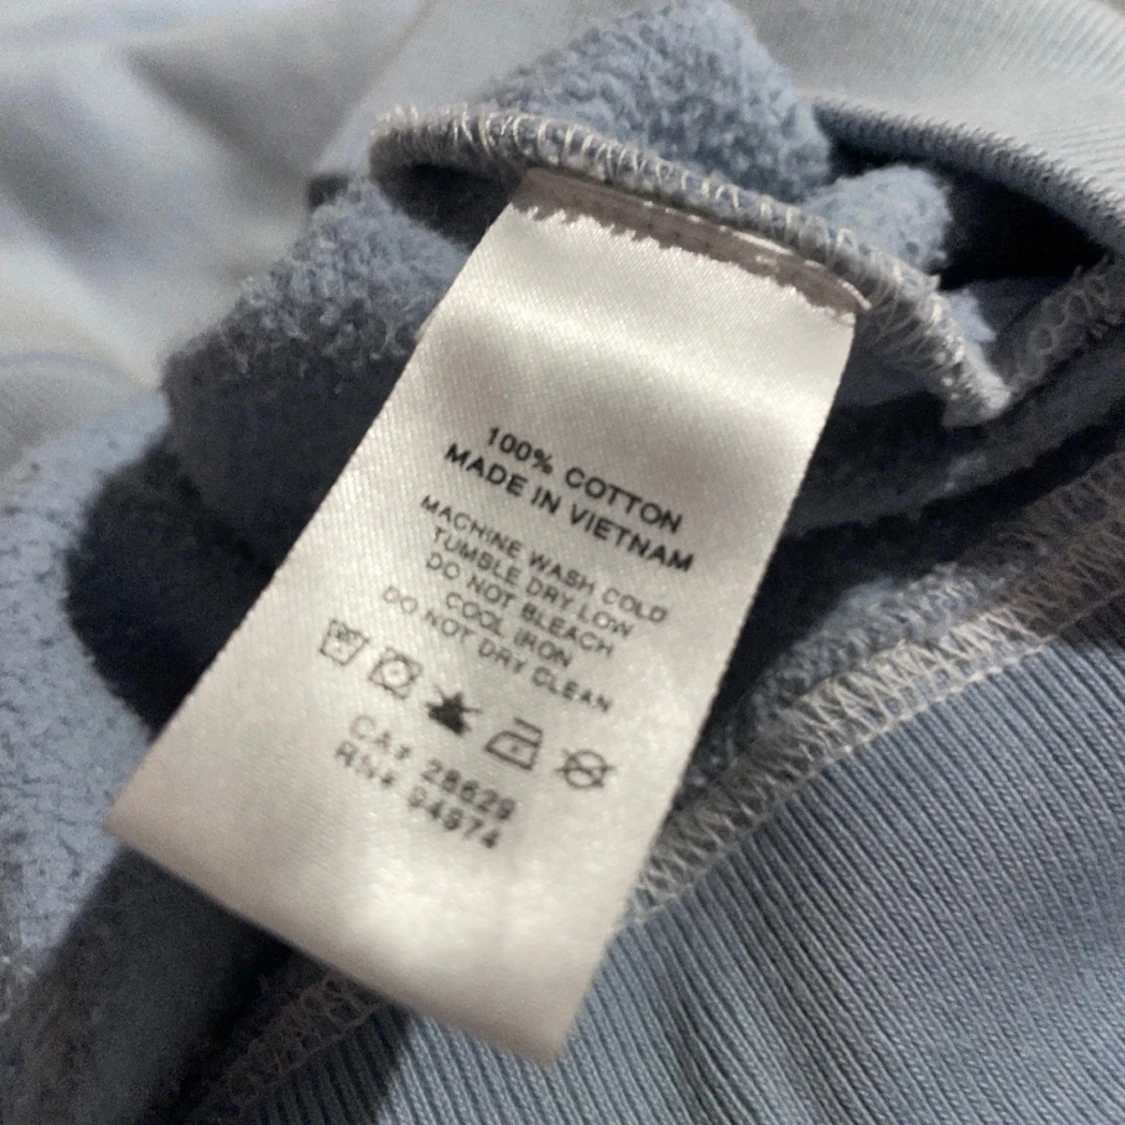 100% COTTON
MADE IN VIETNAM
MACHINE WASH COLD
TUMBLE DRY LOW
DO NOT BLEACH
COOL IRON
DO NOT DRY CLEAN
CA# 28629
RN# 94974